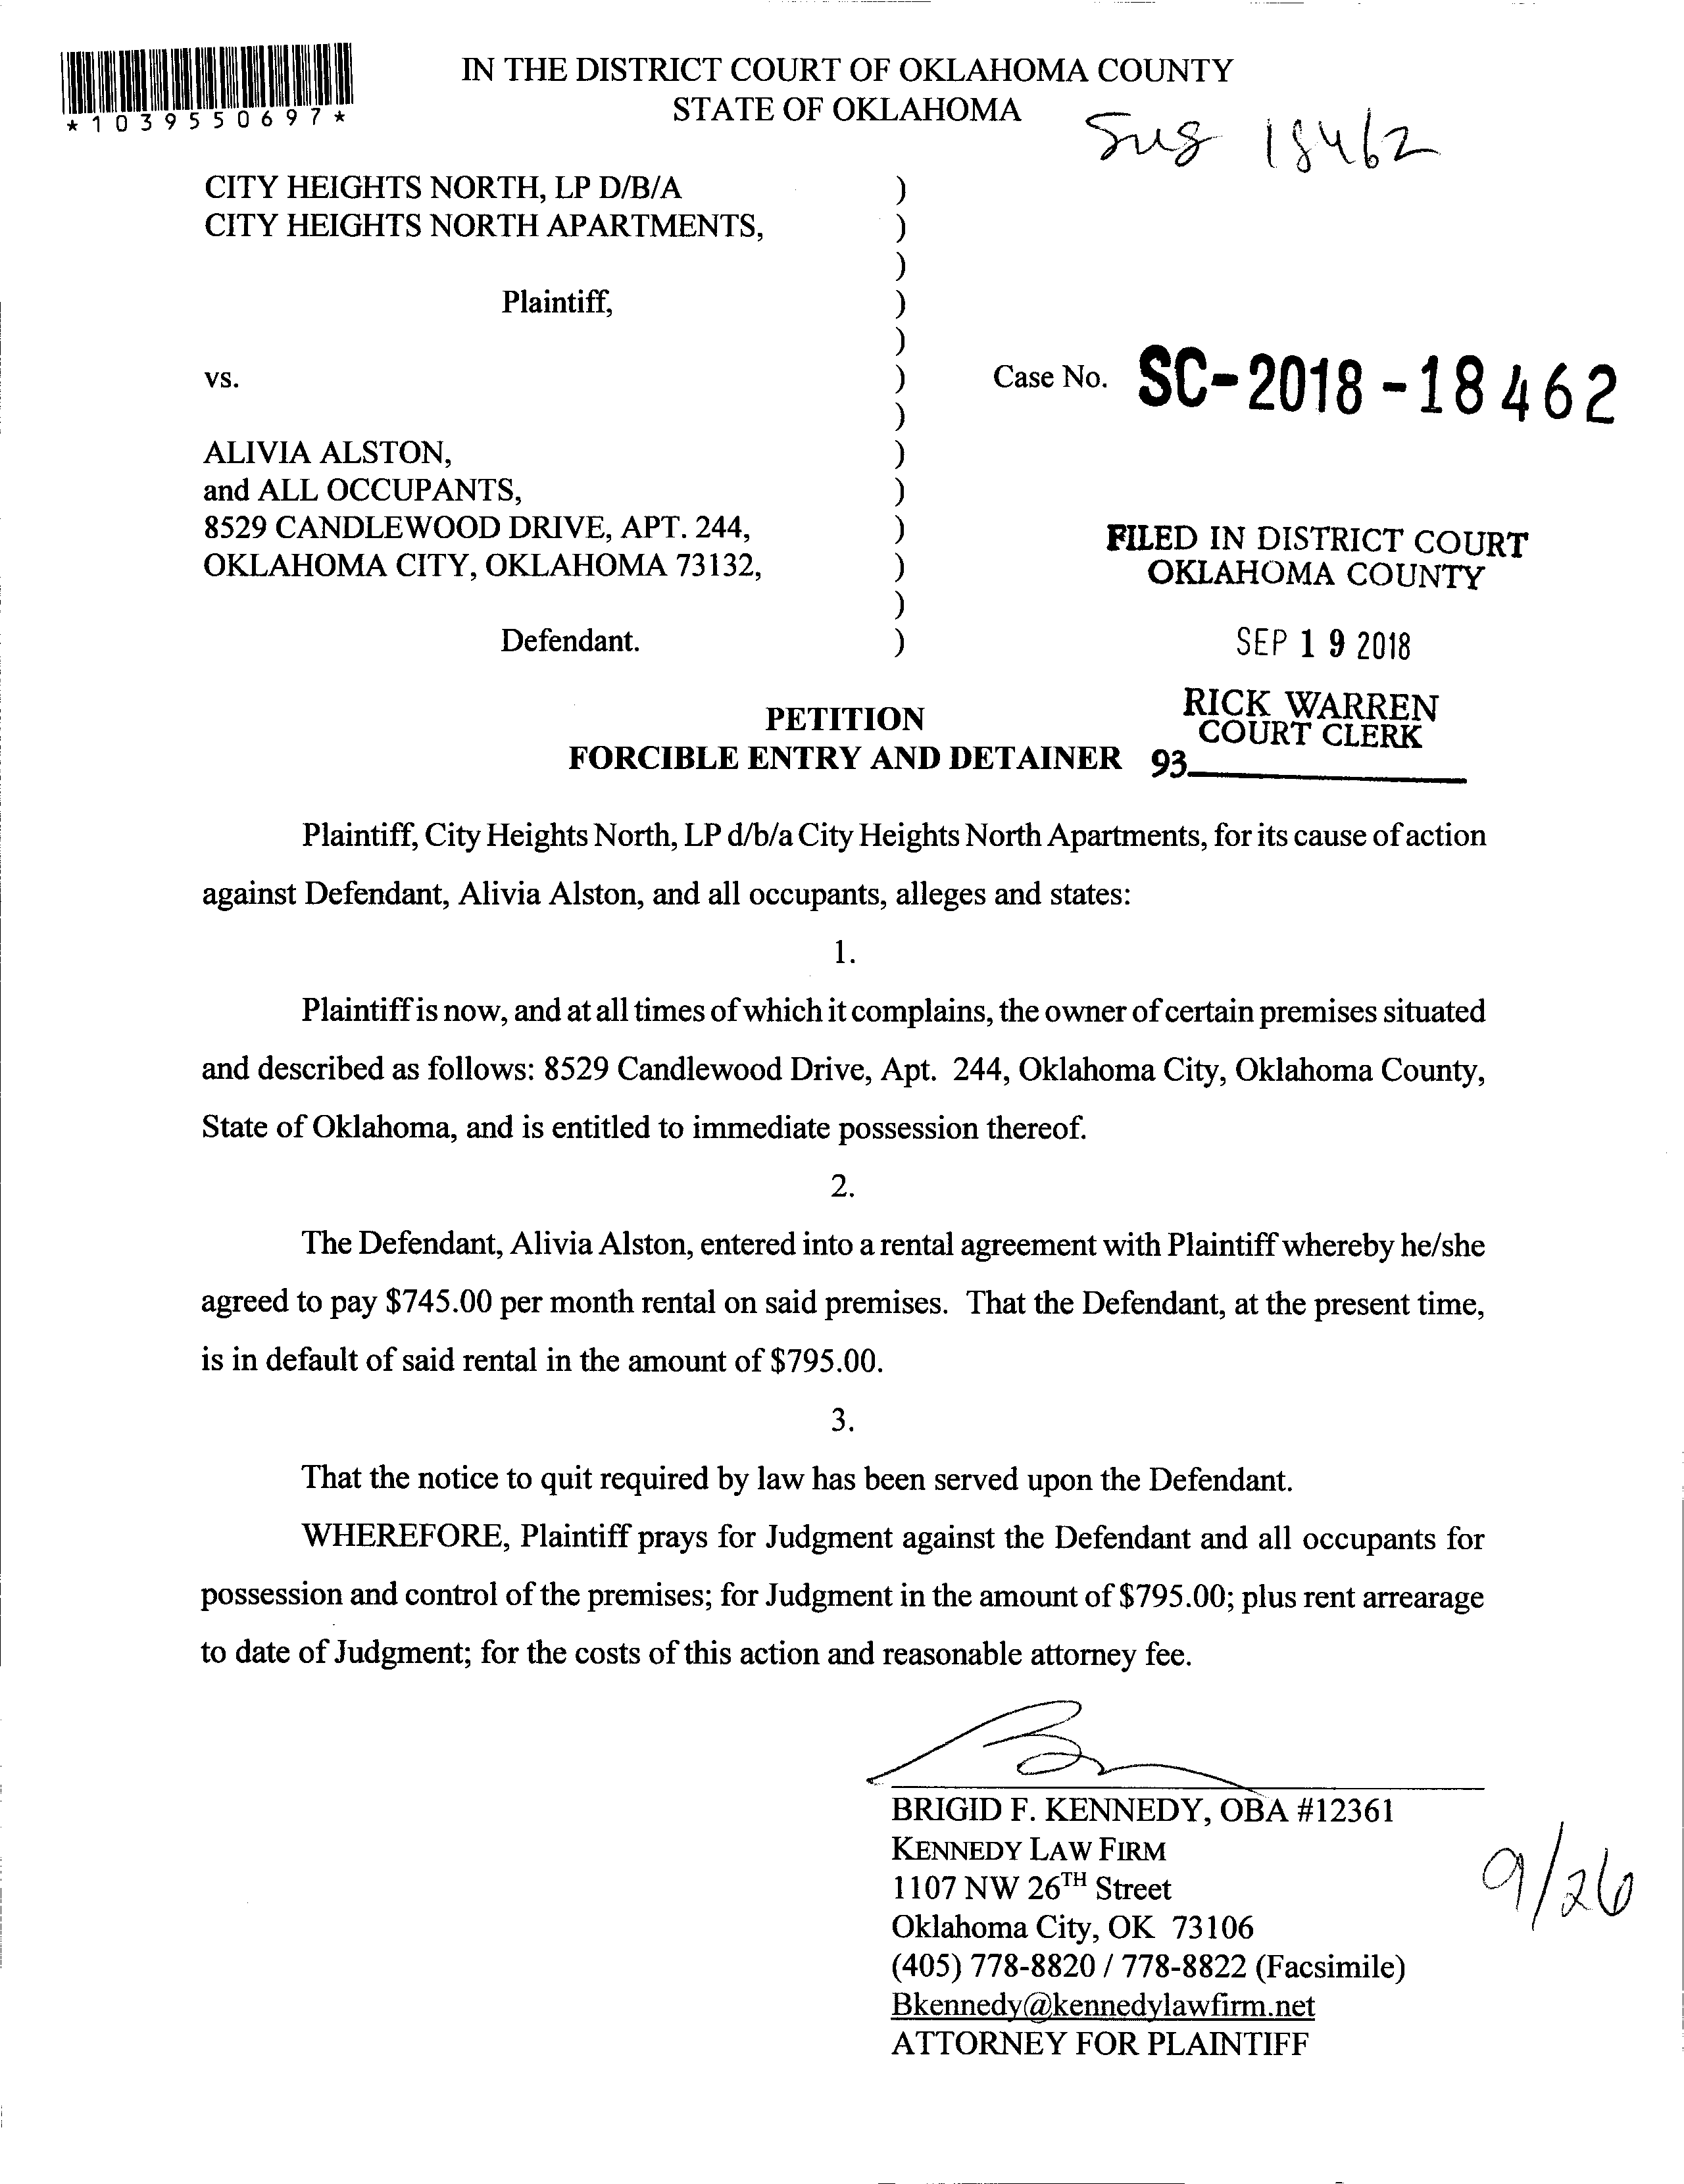 *1039550697*
IN THE DISTRICT COURT OF OKLAHOMA COUNTY
STATE OF OKLAHOMA
18462
CITY HEIGHTS NORTH, LP D/B/A )
CITY HEIGHTS NORTH APARTMENTS, )
)
Plaintiff, )
)
vs. ) Case No. SC-2018-18462
)
ALIVIA ALSTON, )
and ALL OCCUPANTS, )
8529 CANDLEWOOD DRIVE, APT. 244, ) FILED IN DISTRICT COURT
OKLAHOMA CITY, OKLAHOMA 73132, ) OKLAHOMA COUNTY
)
Defendant. ) SEP 19 2018
RICK WARREN
PETITION
COURT CLERK
FORCIBLE ENTRY AND DETAINER 93
Plaintiff, City Heights North, LP d/b/a City Heights North Apartments, for its cause of action
against Defendant, Alivia Alston, and all occupants, alleges and states:
1.
Plaintiff is now, and at all times of which it complains, the owner of certain premises situated
and described as follows: 8529 Candlewood Drive, Apt. 244, Oklahoma City, Oklahoma County,
State of Oklahoma, and is entitled to immediate possession thereof.
2.
The Defendant, Alivia Alston, entered into a rental agreement with Plaintiff whereby he/she
agreed to pay $745.00 per month rental on said premises. That the Defendant, at the present time,
is in default of said rental in the amount of $795.00.
3.
That the notice to quit required by law has been served upon the Defendant.
WHEREFORE, Plaintiff prays for Judgment against the Defendant and all occupants for
possession and control of the premises; for Judgment in the amount of $795.00; plus rent arrearage
to date of Judgment; for the costs of this action and reasonable attorney fee.
BRIGID F. KENNEDY, OBA #12361
KENNEDY LAW FIRM
1107 NW 26TH Street
Oklahoma City, OK 73106
(405) 778-8820 / 778-8822 (Facsimile)
Bkennedy@kennedylawfirm.net
ATTORNEY FOR PLAINTIFF
9/26